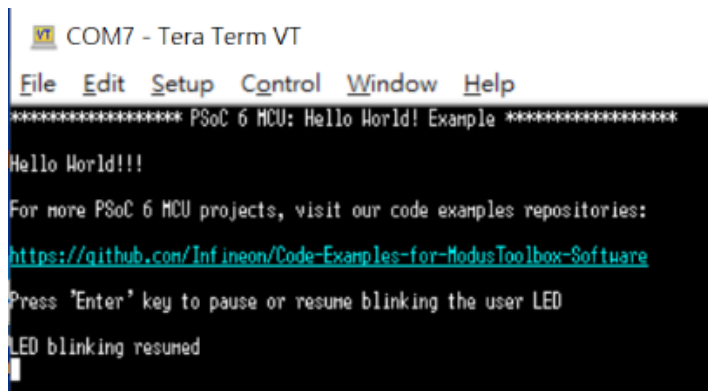 VT COM7 - Tera Term VT
File Edit Setup Control Window Help
****************** PSoC 6 MCU: Hello World! Example ******************
Hello World!!!
For more PSoC 6 MCU projects, visit our code examples repositories:
https://github.com/Infineon/Code-Examples-for-ModusToolbox-Software
Press 'Enter' key to pause or resume blinking the user LED
LED blinking resumed